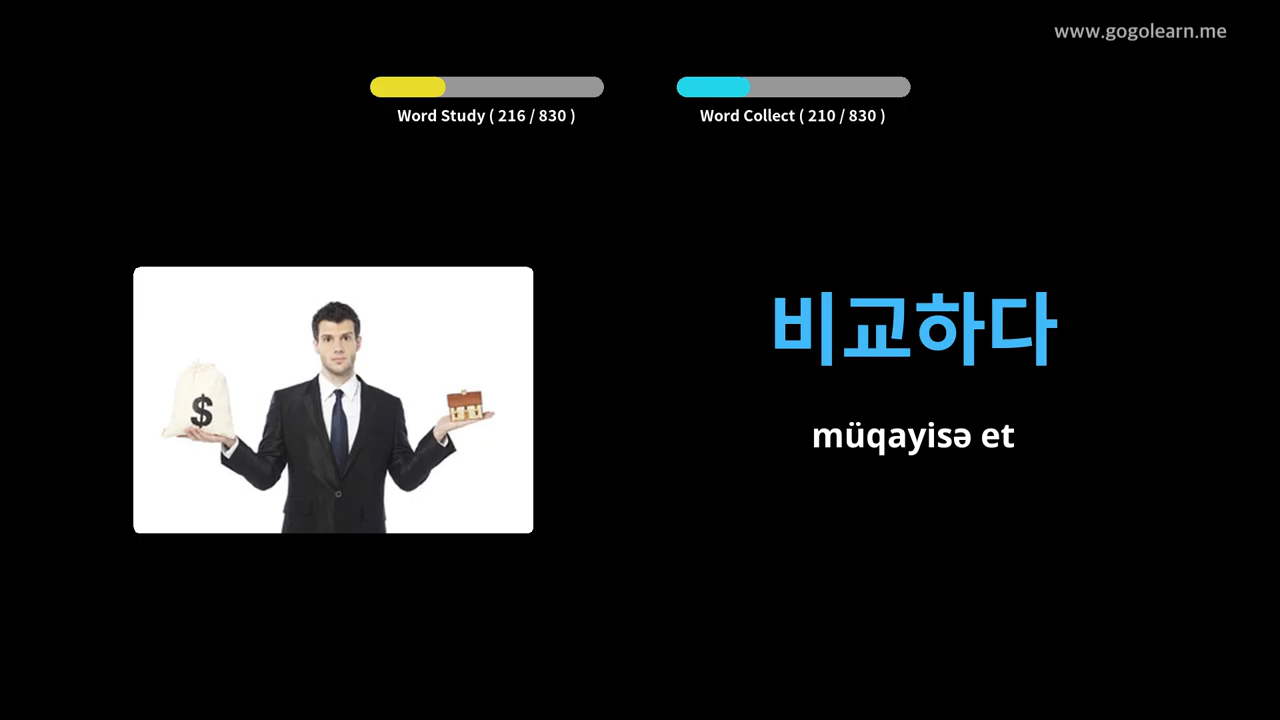 www.gogolearn.me
Word Study ( 216 / 830 )
Word Collect ( 210 / 830 )
$
비교하다
müqayisə et